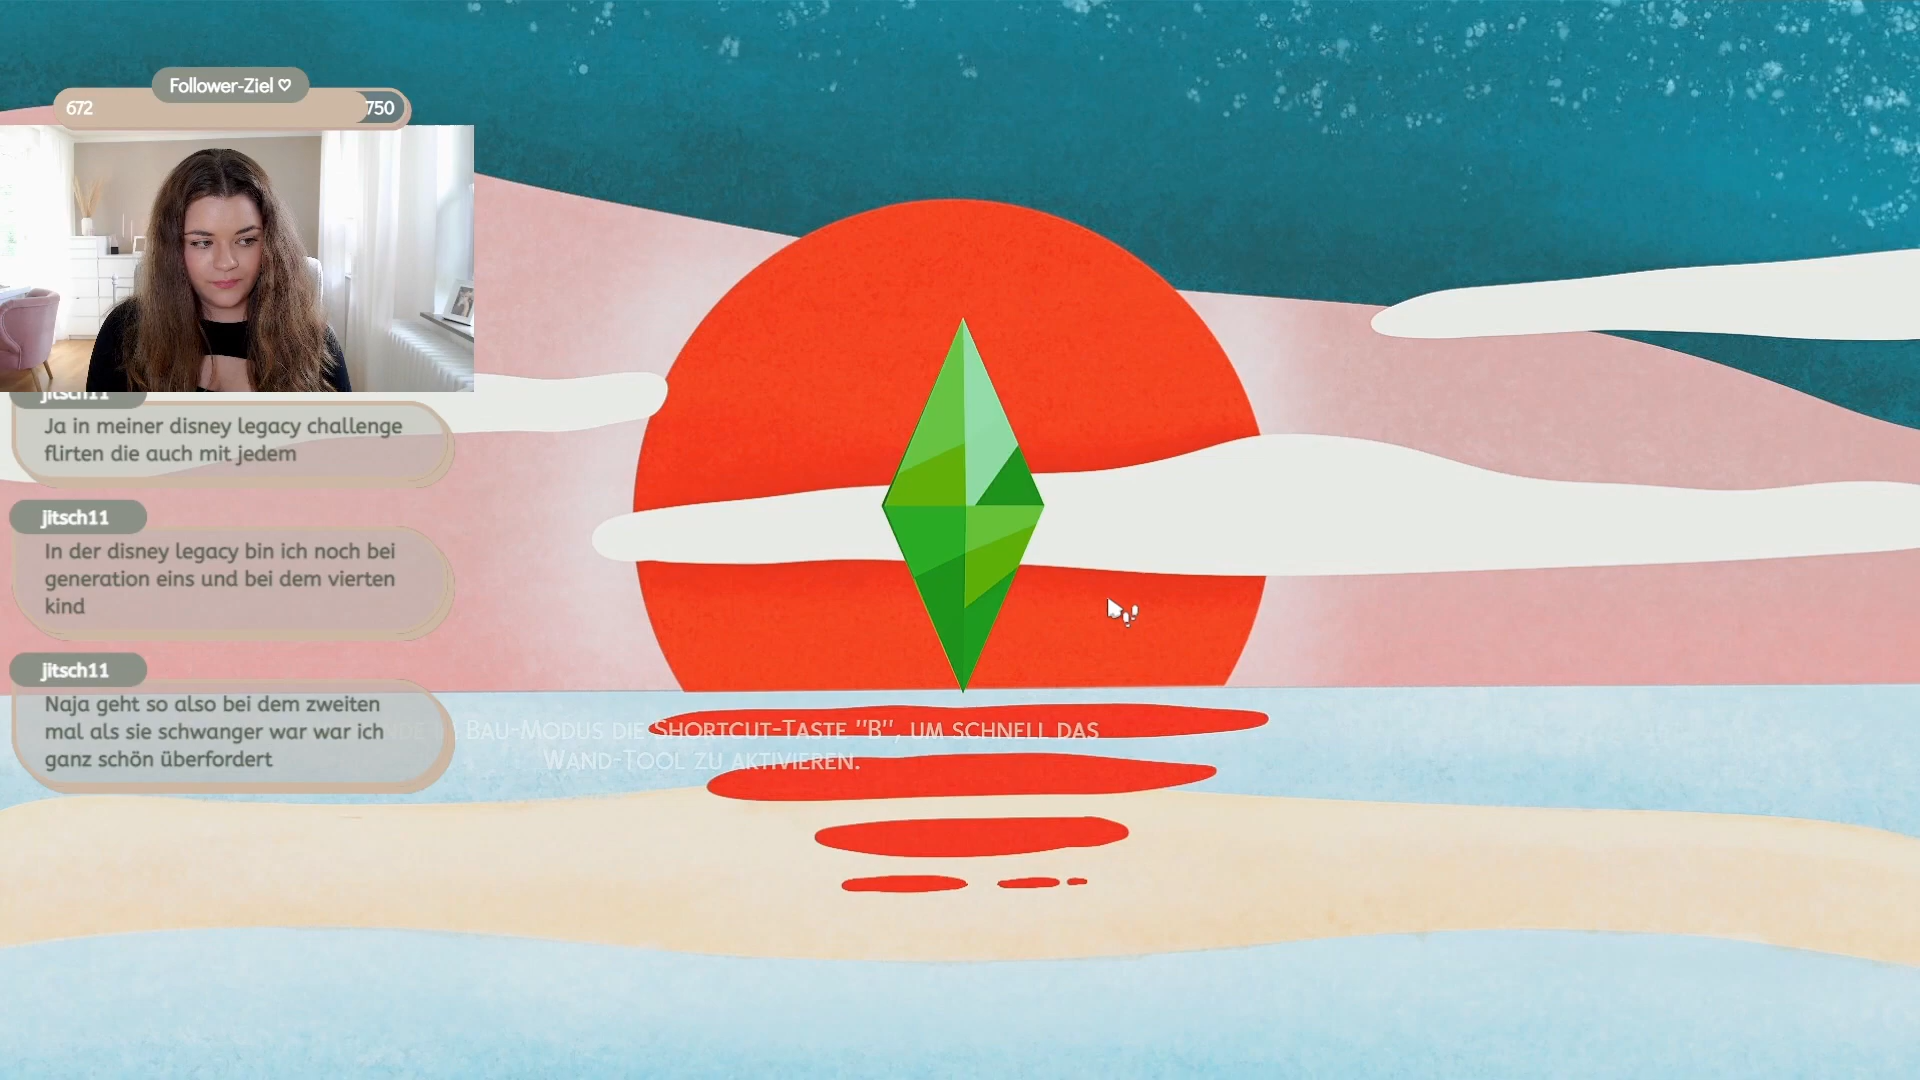 Follower-Ziel ♡
672
750
jitsch11
Ja in meiner disney legacy challenge
flirten die auch mit jedem
jitsch11
In der disney legacy bin ich noch bei
generation eins und bei dem vierten
kind
jitsch11
Naja geht so also bei dem zweiten
mal als sie schwanger war war ich
ganz schön überfordert
BAU-MODUS DIE SHORTCUT-TASTE "B", UM SCHNELL DAS
WAND-TOOL ZU AKTIVIEREN.